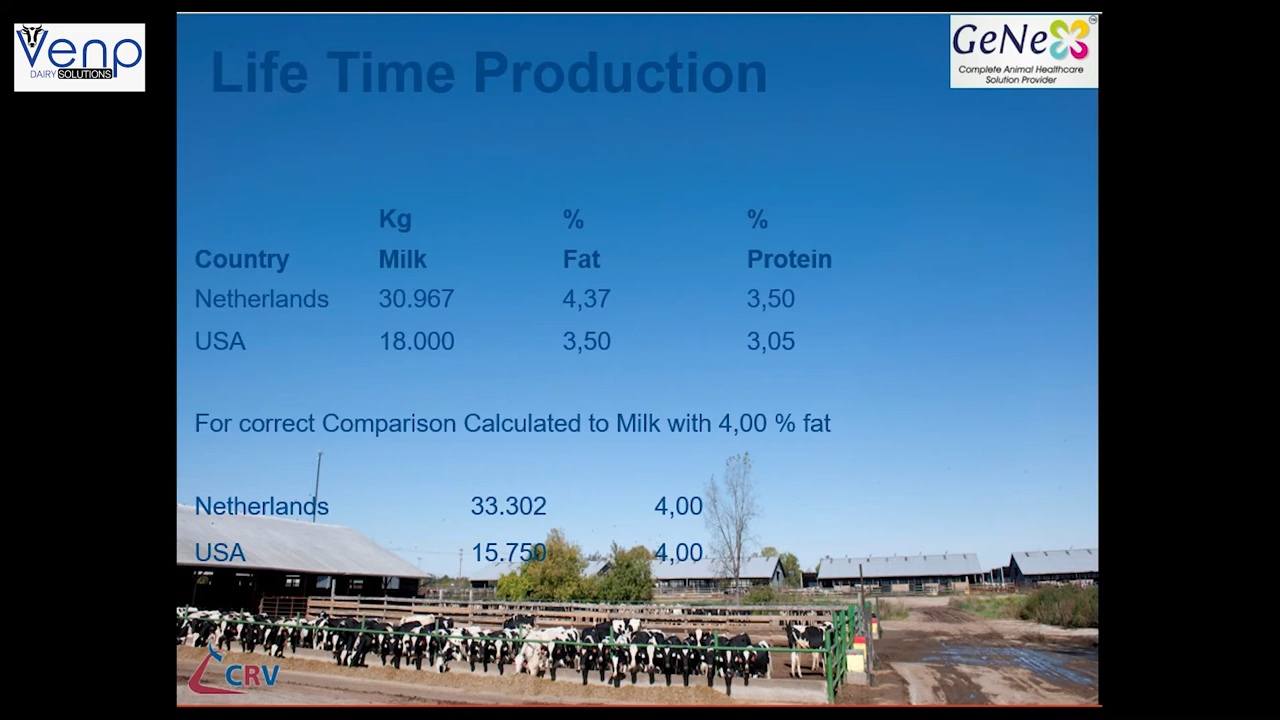 Venp
DAIRY SOLUTIONS
GeNeX
Complete Animal Healthcare
Solution Provider
Life Time Production
Kg % %
Country Milk Fat Protein
Netherlands 30.967 4,37 3,50
USA 18.000 3,50 3,05
For correct Comparison Calculated to Milk with 4,00 % fat
Netherlands 33.302 4,00
USA 15.750 4,00
CRV